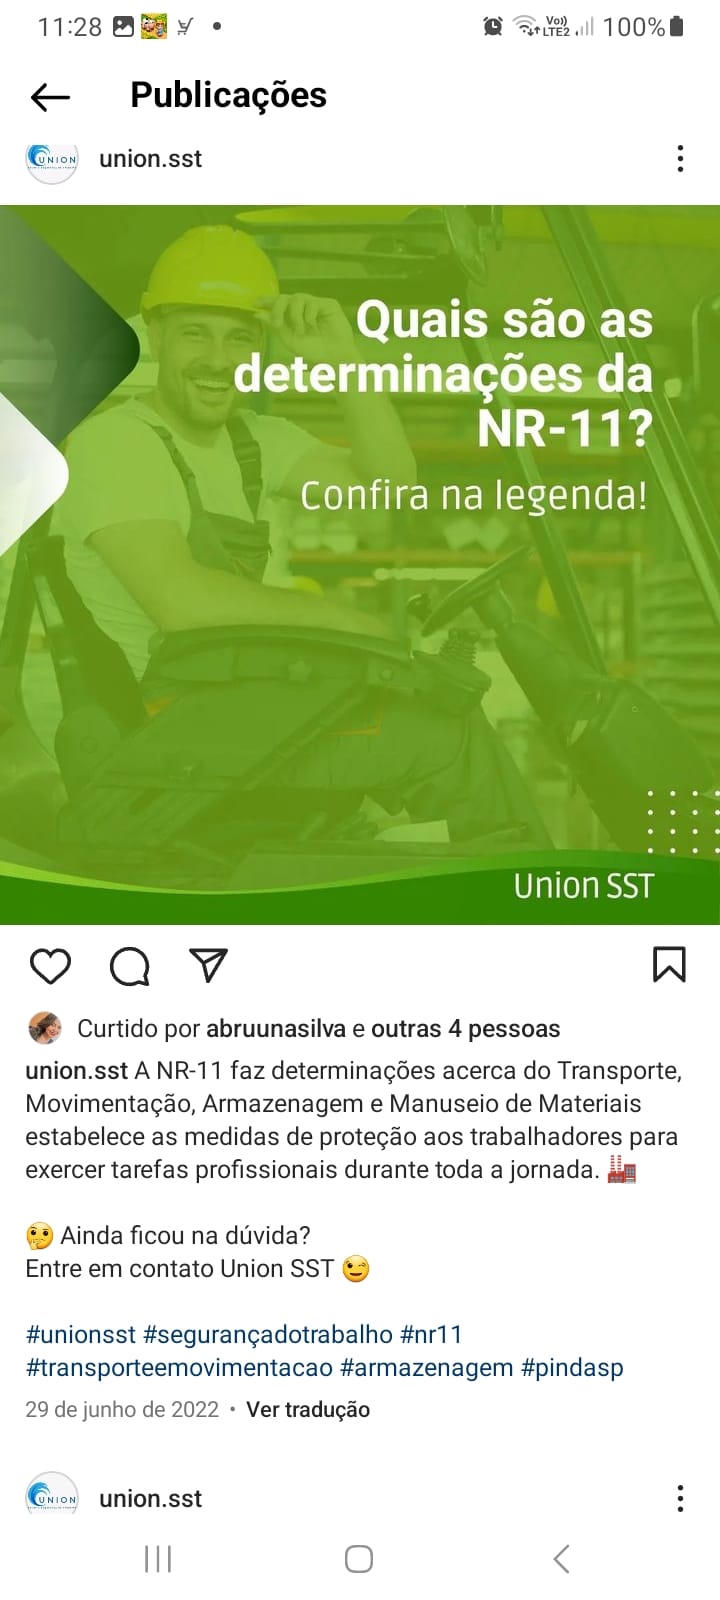 11:28
Vo))
LTE2
100%
Publicações
UNION
union.sst
Quais são as
determinações da
NR-11?
Confira na legenda!
Union SST
Curtido por abruunasilva e outras 4 pessoas
union.sst A NR-11 faz determinações acerca do Transporte,
Movimentação, Armazenagem e Manuseio de Materiais
estabelece as medidas de proteção aos trabalhadores para
exercer tarefas profissionais durante toda a jornada. 🏭
🤔 Ainda ficou na dúvida?
Entre em contato Union SST 😉
#unionsst #segurançadotrabalho #nr11
#transporteemovimentacao #armazenagem #pindasp
29 de junho de 2022 • Ver tradução
UNION
union.sst